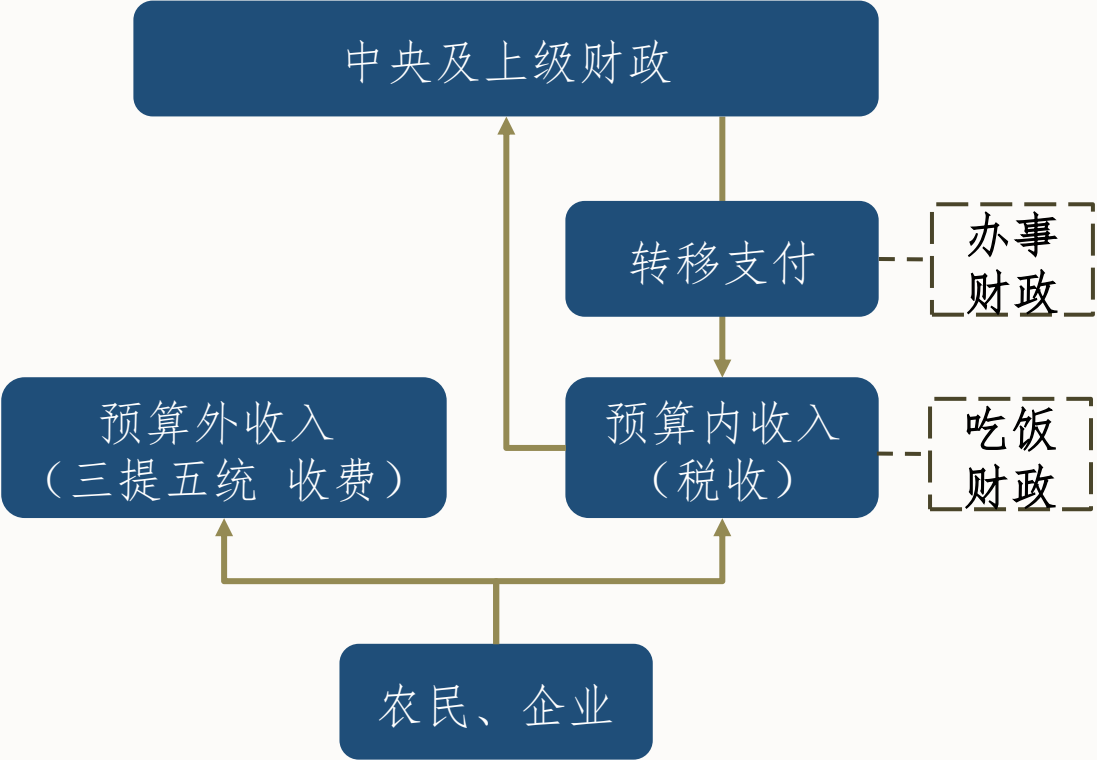 中央及上级财政
转移支付
办事
财政
预算外收入
（三提五统 收费）
预算内收入
（税收）
吃饭
财政
农民、企业